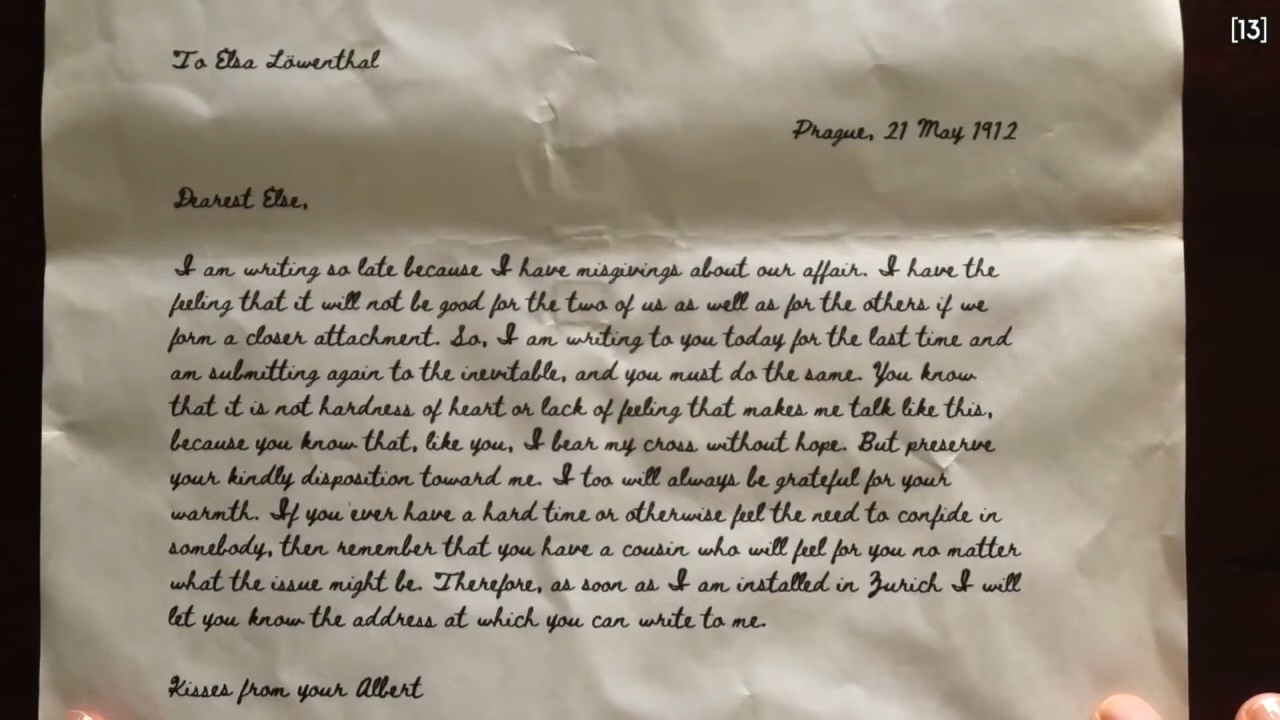 [13]
To Elsa Löwenthal
Prague, 21 May 1912
Dearest Else,
I am writing so late because I have misgivings about our affair. I have the
feeling that it will not be good for the two of us as well as for the others if we
form a closer attachment. So, I am writing to you today for the last time and
am submitting again to the inevitable, and you must do the same. You know
that it is not hardness of heart or lack of feeling that makes me talk like this,
because you know that, like you, I bear my cross without hope. But preserve
your kindly disposition toward me. I too will always be grateful for your
warmth. If you ever have a hard time or otherwise feel the need to confide in
somebody, then remember that you have a cousin who will feel for you no matter
what the issue might be. Therefore, as soon as I am installed in Zurich I will
let you know the address at which you can write to me.
Kisses from your Albert